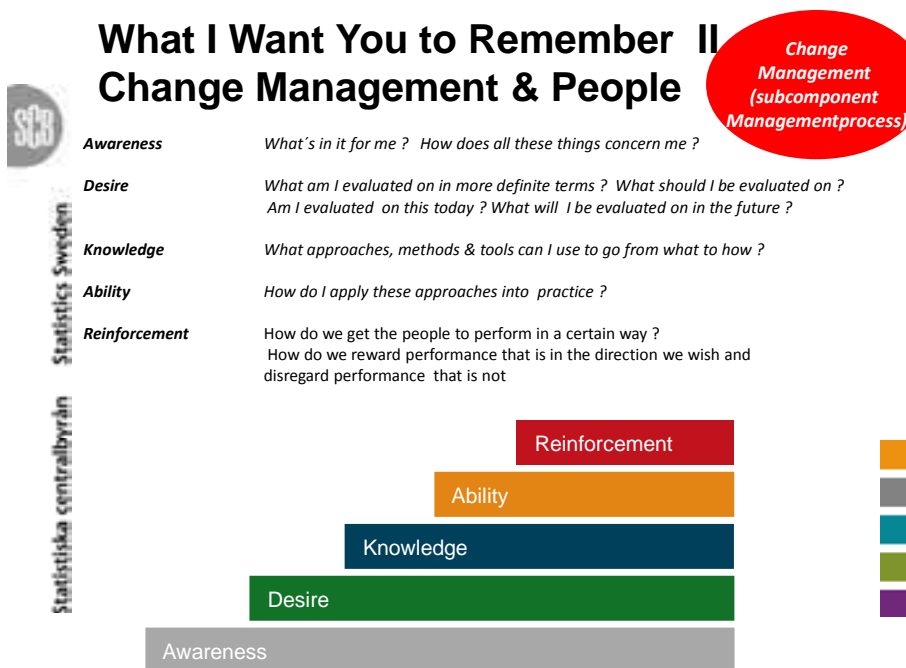 What I Want You to Remember II
Change Management & People
Change
Management
(subcomponent
Managementprocess)
SCB
Statistiska centralbyrån Statistics Sweden
Awareness What´s in it for me ? How does all these things concern me ?
Desire What am I evaluated on in more definite terms ? What should I be evaluated on ?
Am I evaluated on this today ? What will I be evaluated on in the future ?
Knowledge What approaches, methods & tools can I use to go from what to how ?
Ability How do I apply these approaches into practice ?
Reinforcement How do we get the people to perform in a certain way ?
How do we reward performance that is in the direction we wish and
disregard performance that is not
Reinforcement
Ability
Knowledge
Desire
Awareness